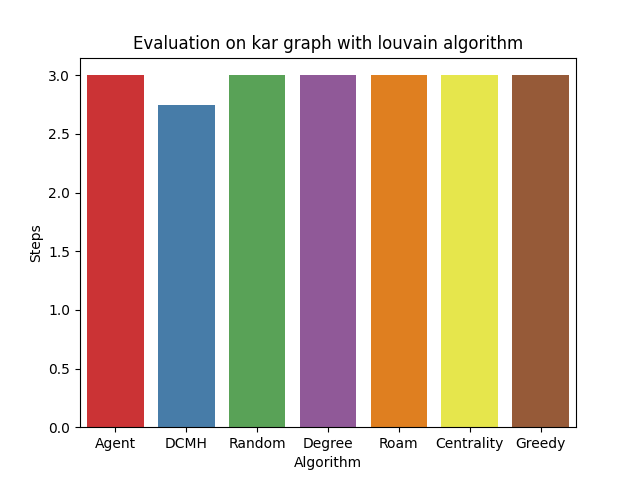 Evaluation on kar graph with louvain algorithm
3.0
2.5
2.0
1.5
1.0
0.5
0.0
Steps
Agent DCMH Random Degree Roam Centrality Greedy
Algorithm